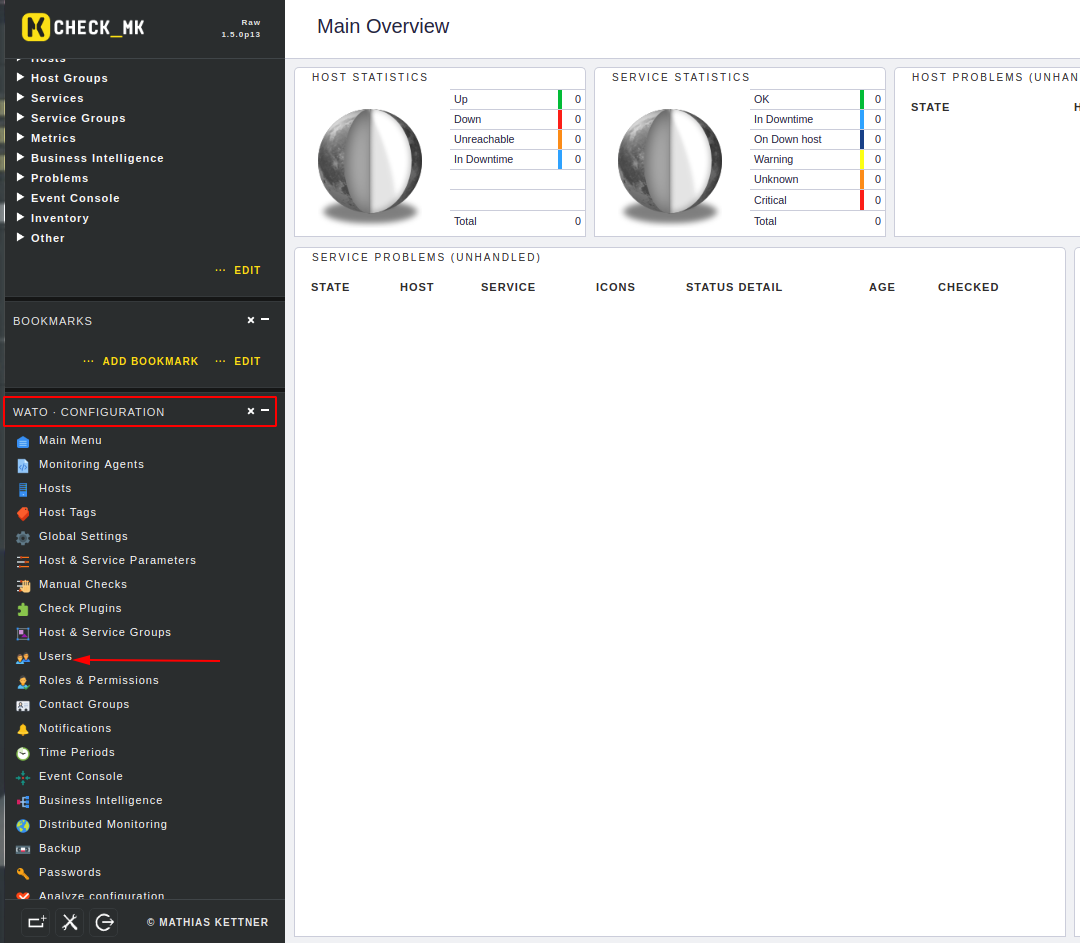 CHECK_MK
Raw
1.5.0p13
Hosts
Host Groups
Services
Service Groups
Metrics
Business Intelligence
Problems
Event Console
Inventory
Other
··· EDIT
BOOKMARKS
··· ADD BOOKMARK ··· EDIT
WATO · CONFIGURATION
Main Menu
Monitoring Agents
Hosts
Host Tags
Global Settings
Host & Service Parameters
Manual Checks
Check Plugins
Host & Service Groups
Users
Roles & Permissions
Contact Groups
Notifications
Time Periods
Event Console
Business Intelligence
Distributed Monitoring
Backup
Passwords
Analyze configuration
© MATHIAS KETTNER
Main Overview
HOST STATISTICS
Up 0
Down 0
Unreachable 0
In Downtime 0
Total 0
SERVICE STATISTICS
OK 0
In Downtime 0
On Down host 0
Warning 0
Unknown 0
Critical 0
Total 0
HOST PROBLEMS (UNHAN
STATE H
SERVICE PROBLEMS (UNHANDLED)
STATE HOST SERVICE ICONS STATUS DETAIL AGE CHECKED